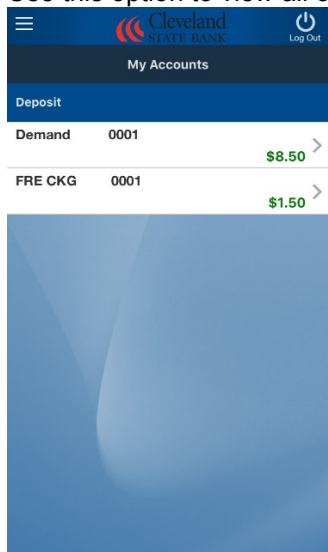 Cleveland
STATE BANK
Log Out
My Accounts
Deposit
Demand 0001
$8.50
FRE CKG 0001
$1.50